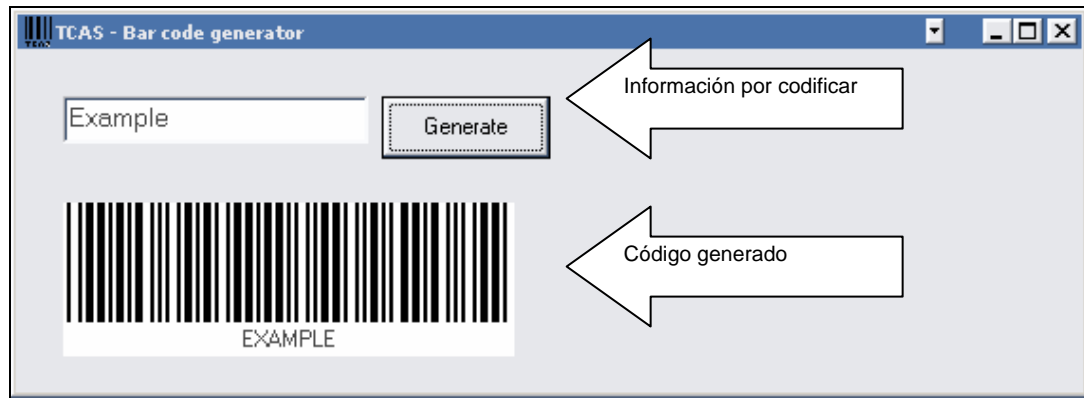 TCAS - Bar code generator
Información por codificar
Example
Generate
Código generado
EXAMPLE